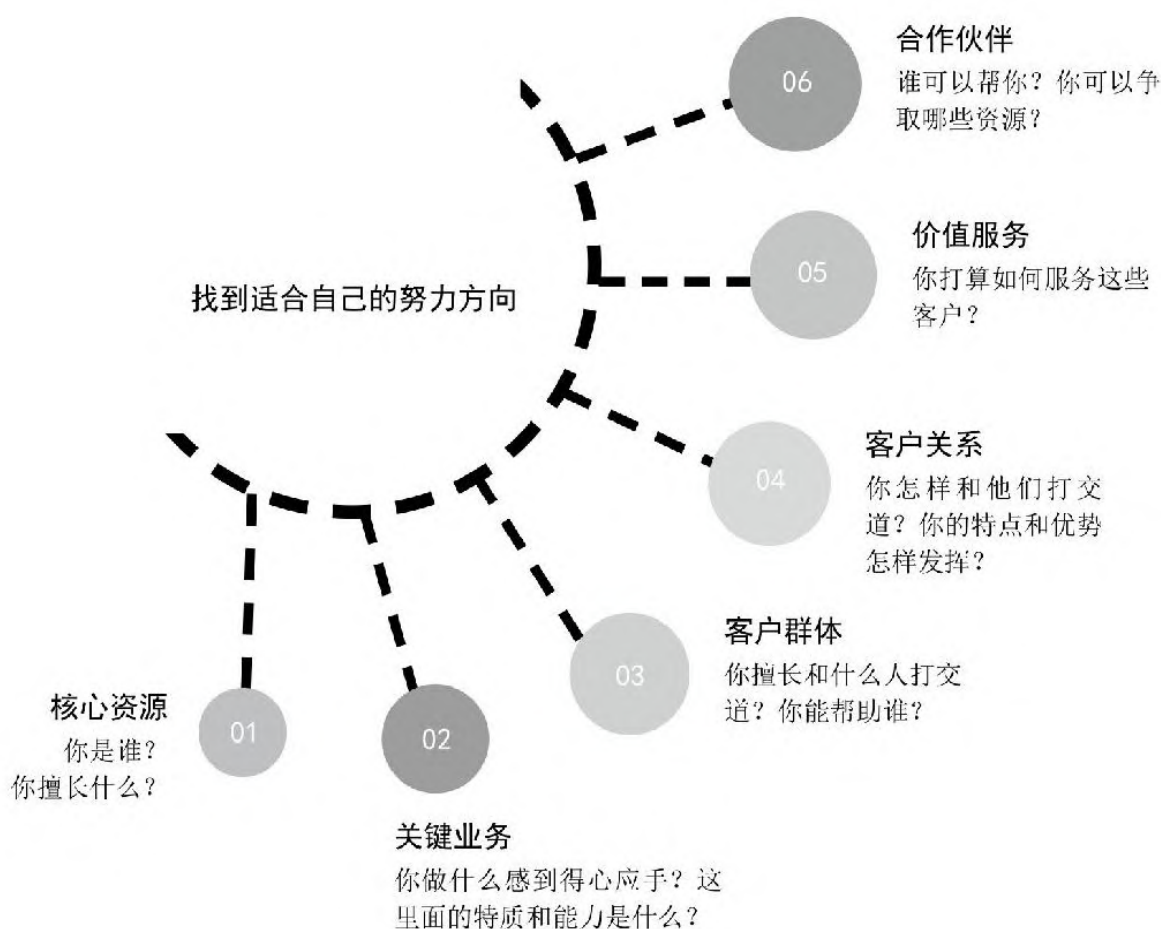 找到适合自己的努力方向
01
核心资源
你是谁？
你擅长什么？
02
关键业务
你做什么感到得心应手？这
里面的特质和能力是什么？
03
客户群体
你擅长和什么人打交
道？你能帮助谁？
04
客户关系
你怎样和他们打交
道？你的特点和优势
怎样发挥？
05
价值服务
你打算如何服务这些
客户？
06
合作伙伴
谁可以帮你？你可以争
取哪些资源？